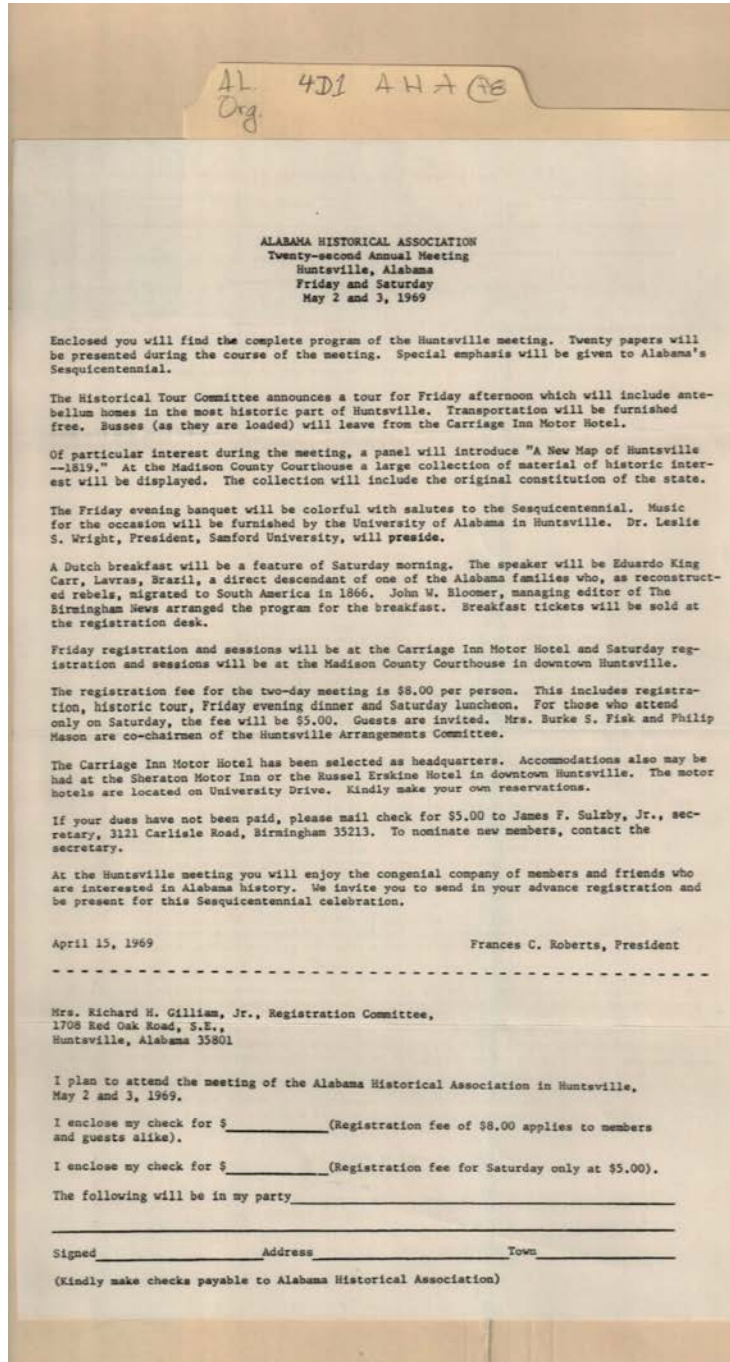 AL. 4D1 A H A
Org.
ALABAMA HISTORICAL ASSOCIATION
Twenty-second Annual Meeting
Huntsville, Alabama
Friday and Saturday
May 2 and 3, 1969
Enclosed you will find the complete program of the Huntsville meeting. Twenty papers will
be presented during the course of the meeting. Special emphasis will be given to Alabama's
Sesquicentennial.
The Historical Tour Committee announces a tour for Friday afternoon which will include ante-
bellum homes in the most historic part of Huntsville. Transportation will be furnished
free. Busses (as they are loaded) will leave from the Carriage Inn Motor Hotel.
Of particular interest during the meeting, a panel will introduce "A New Map of Huntsville
--1819." At the Madison County Courthouse a large collection of material of historic inter-
est will be displayed. The collection will include the original constitution of the state.
The Friday evening banquet will be colorful with salutes to the Sesquicentennial. Music
for the occasion will be furnished by the University of Alabama in Huntsville. Dr. Leslie
S. Wright, President, Samford University, will preside.
A Dutch breakfast will be a feature of Saturday morning. The speaker will be Eduardo King
Carr, Lavras, Brazil, a direct descendant of one of the Alabama families who, as reconstruct-
ed rebels, migrated to South America in 1866. John W. Bloomer, managing editor of The
Birmingham News arranged the program for the breakfast. Breakfast tickets will be sold at
the registration desk.
Friday registration and sessions will be at the Carriage Inn Motor Hotel and Saturday reg-
istration and sessions will be at the Madison County Courthouse in downtown Huntsville.
The registration fee for the two-day meeting is $8.00 per person. This includes registra-
tion, historic tour, Friday evening dinner and Saturday luncheon. For those who attend
only on Saturday, the fee will be $5.00. Guests are invited. Mrs. Burke S. Fisk and Philip
Mason are co-chairmen of the Huntsville Arrangements Committee.
The Carriage Inn Motor Hotel has been selected as headquarters. Accommodations also may be
had at the Sheraton Motor Inn or the Russel Erskine Hotel in downtown Huntsville. The motor
hotels are located on University Drive. Kindly make your own reservations.
If your dues have not been paid, please mail check for $5.00 to James F. Sulzby, Jr., sec-
retary, 3121 Carlisle Road, Birmingham 35213. To nominate new members, contact the
secretary.
At the Huntsville meeting you will enjoy the congenial company of members and friends who
are interested in Alabama history. We invite you to send in your advance registration and
be present for this Sesquicentennial celebration.
April 15, 1969 Frances C. Roberts, President
Mrs. Richard H. Gilliam, Jr., Registration Committee,
1708 Red Oak Road, S.E.,
Huntsville, Alabama 35801
I plan to attend the meeting of the Alabama Historical Association in Huntsville,
May 2 and 3, 1969.
I enclose my check for $__________(Registration fee of $8.00 applies to members
and guests alike).
I enclose my check for $__________(Registration fee for Saturday only at $5.00).
The following will be in my party__________
Signed__________Address__________Town__________
(Kindly make checks payable to Alabama Historical Association)